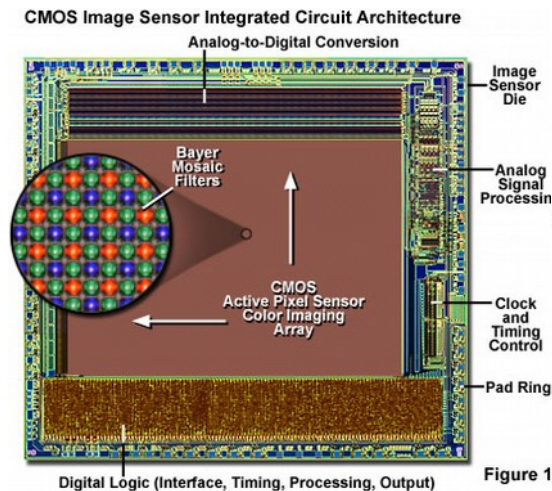 CMOS Image Sensor Integrated Circuit Architecture
Analog-to-Digital Conversion
Image
Sensor
Die
Bayer
Mosaic
Filters
Analog
Signal
Processin
CMOS
Active Pixel Sensor
Color Imaging
Array
Clock
and
Timing
Control
Pad Ring
Digital Logic (Interface, Timing, Processing, Output)
Figure 1